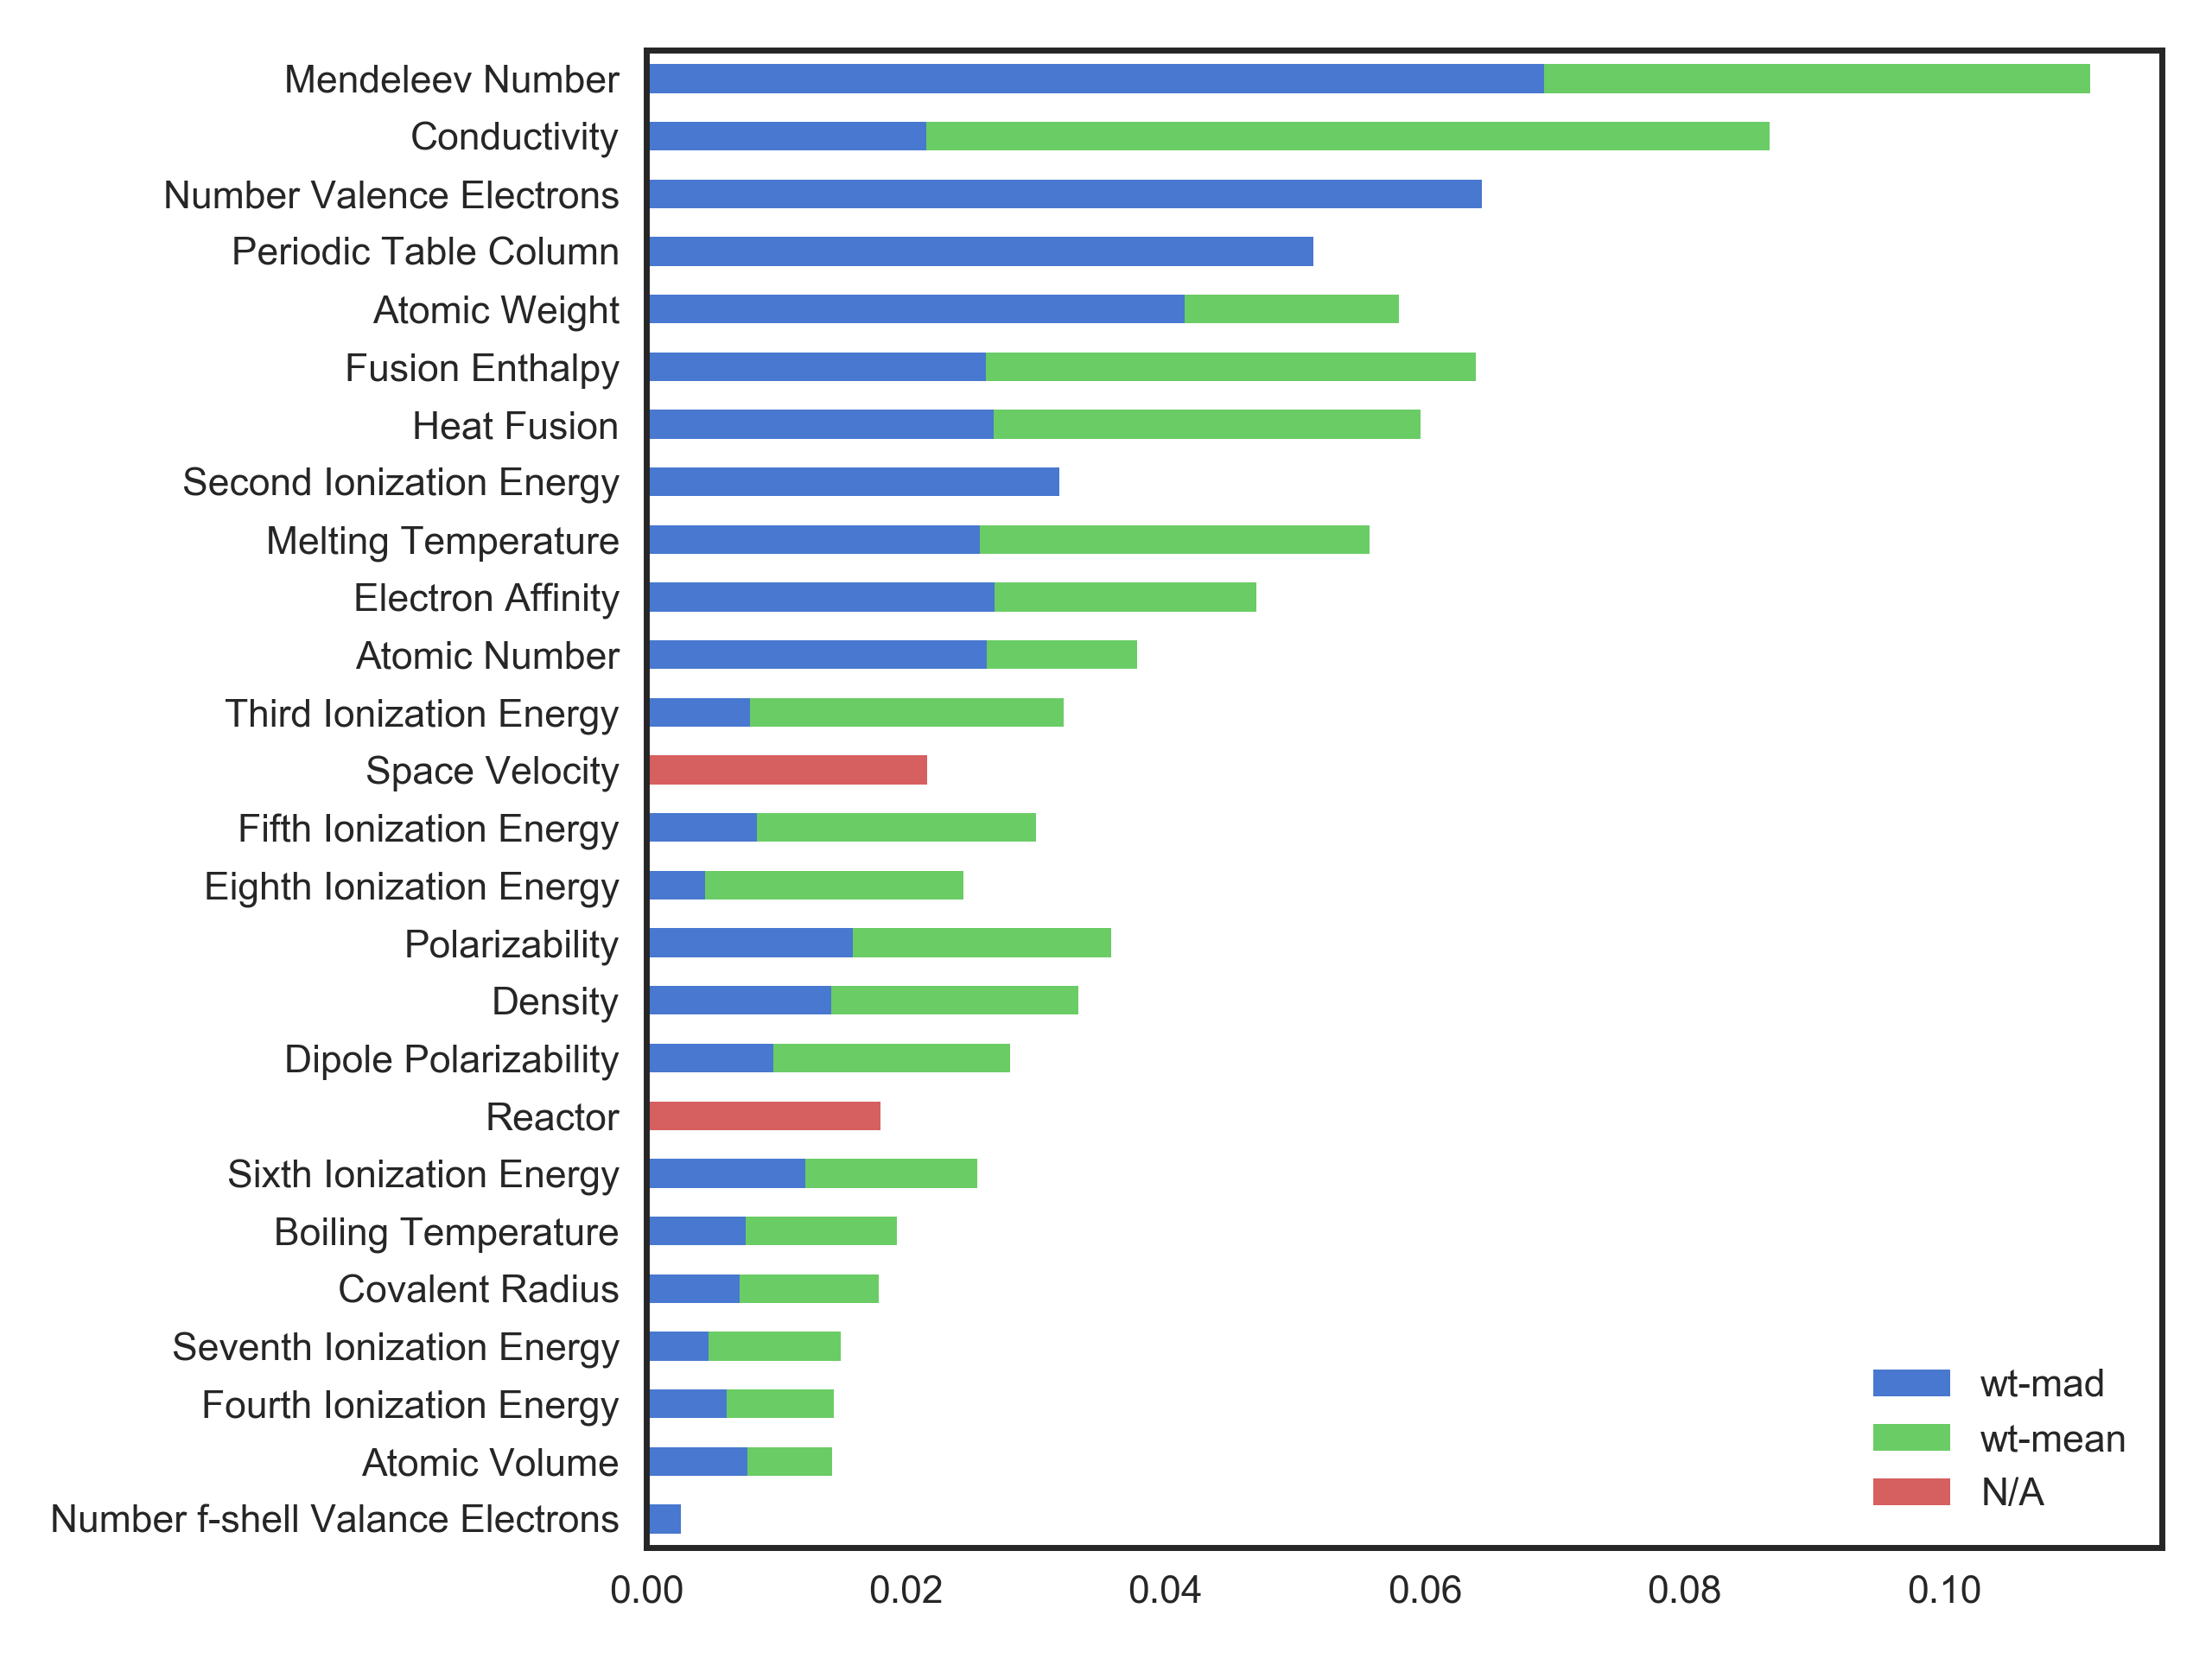 Mendeleev Number
Conductivity
Number Valence Electrons
Periodic Table Column
Atomic Weight
Fusion Enthalpy
Heat Fusion
Second Ionization Energy
Melting Temperature
Electron Affinity
Atomic Number
Third Ionization Energy
Space Velocity
Fifth Ionization Energy
Eighth Ionization Energy
Polarizability
Density
Dipole Polarizability
Reactor
Sixth Ionization Energy
Boiling Temperature
Covalent Radius
Seventh Ionization Energy
Fourth Ionization Energy
Atomic Volume
Number f-shell Valance Electrons
wt-mad
wt-mean
N/A
0.00 0.02 0.04 0.06 0.08 0.10